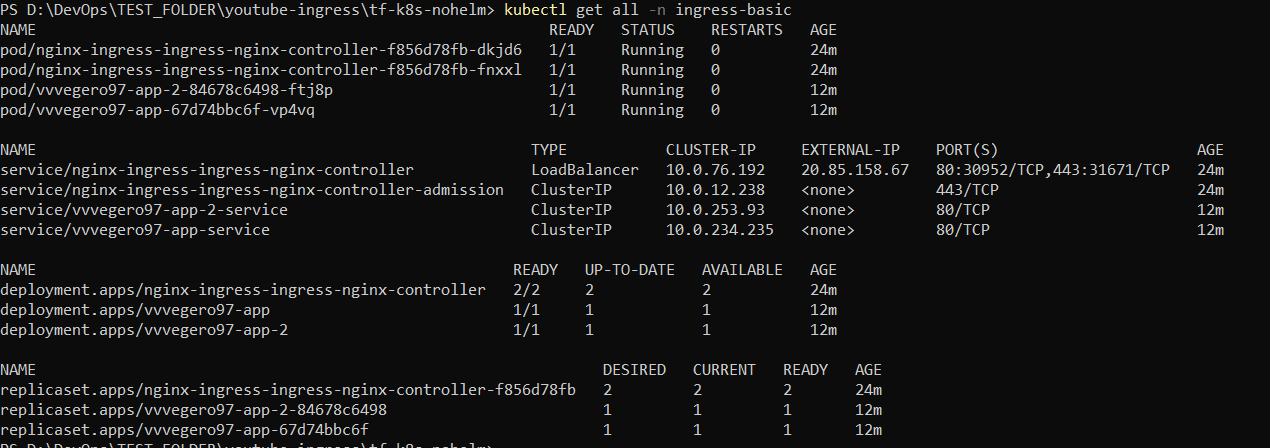 PS D:\DevOps\TEST_FOLDER\youtube-ingress\tf-k8s-nohelm> kubectl get all -n ingress-basic
NAME READY STATUS RESTARTS AGE
pod/nginx-ingress-ingress-nginx-controller-f856d78fb-dkjd6 1/1 Running 0 24m
pod/nginx-ingress-ingress-nginx-controller-f856d78fb-fnxxl 1/1 Running 0 24m
pod/vvvegero97-app-2-84678c6498-ftj8p 1/1 Running 0 12m
pod/vvvegero97-app-67d74bbc6f-vp4vq 1/1 Running 0 12m
NAME TYPE CLUSTER-IP EXTERNAL-IP PORT(S) AGE
service/nginx-ingress-ingress-nginx-controller LoadBalancer 10.0.76.192 20.85.158.67 80:30952/TCP,443:31671/TCP 24m
service/nginx-ingress-ingress-nginx-controller-admission ClusterIP 10.0.12.238 <none> 443/TCP 24m
service/vvvegero97-app-2-service ClusterIP 10.0.253.93 <none> 80/TCP 12m
service/vvvegero97-app-service ClusterIP 10.0.234.235 <none> 80/TCP 12m
NAME READY UP-TO-DATE AVAILABLE AGE
deployment.apps/nginx-ingress-ingress-nginx-controller 2/2 2 2 24m
deployment.apps/vvvegero97-app 1/1 1 1 12m
deployment.apps/vvvegero97-app-2 1/1 1 1 12m
NAME DESIRED CURRENT READY AGE
replicaset.apps/nginx-ingress-ingress-nginx-controller-f856d78fb 2 2 2 24m
replicaset.apps/vvvegero97-app-2-84678c6498 1 1 1 12m
replicaset.apps/vvvegero97-app-67d74bbc6f 1 1 1 12m
PS D:\DevOps\TEST_FOLDER\youtube-ingress\tf-k8s-nohelm>